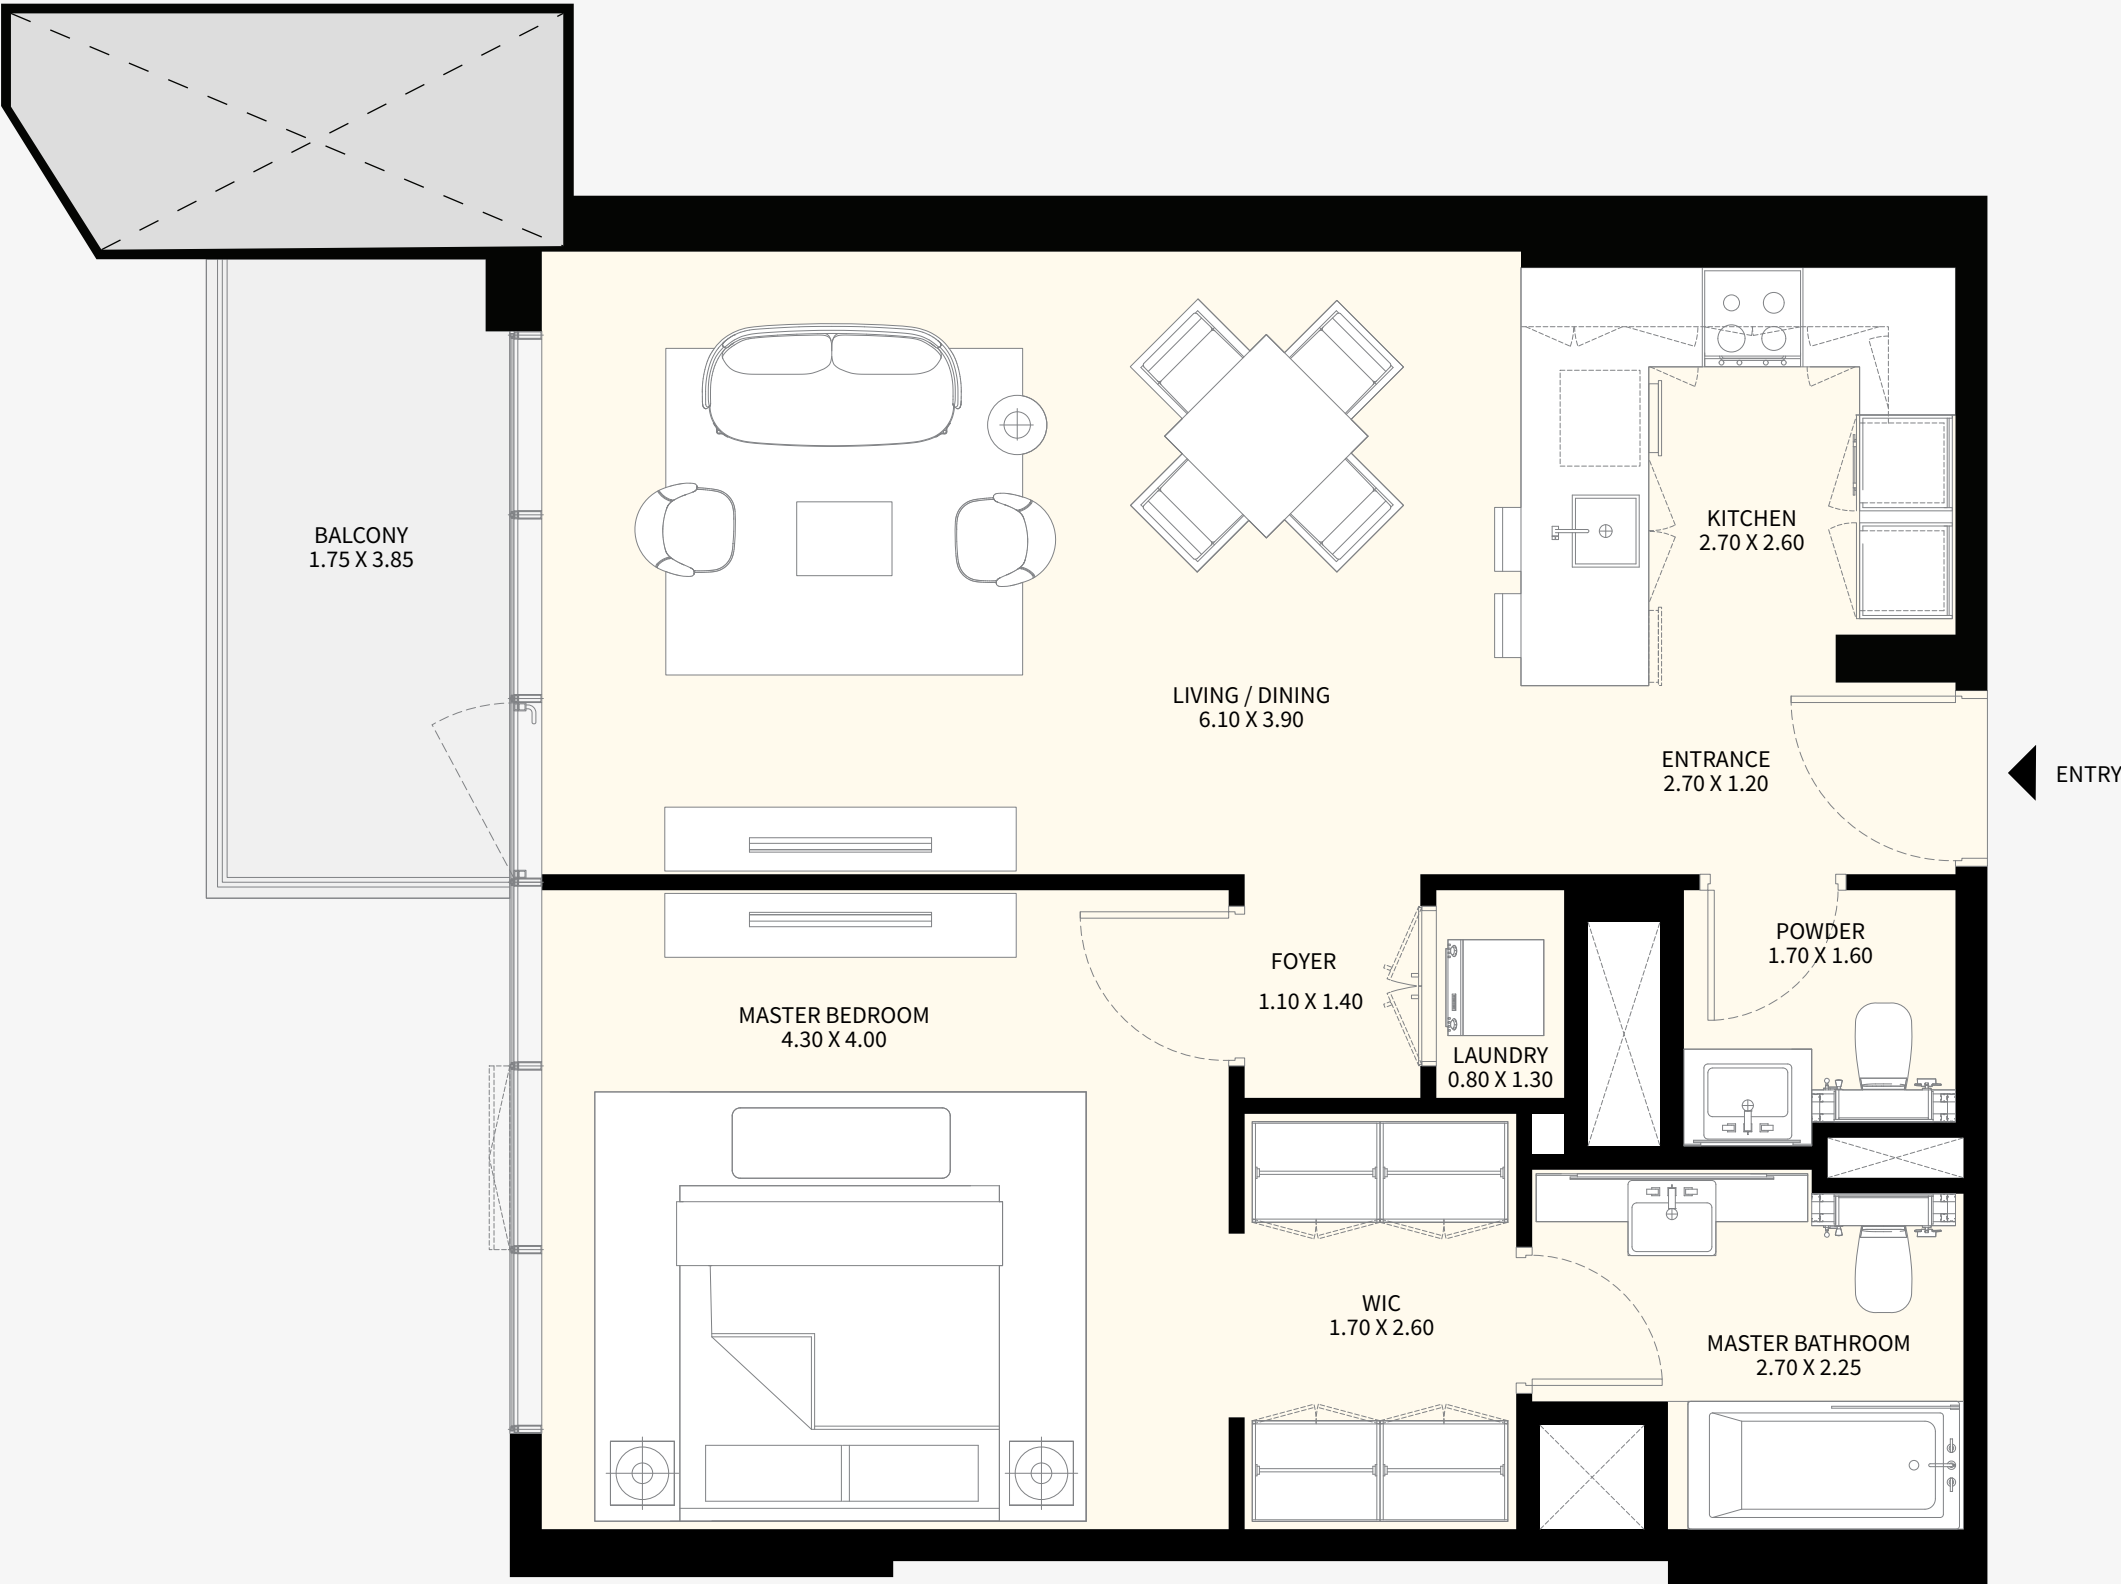 BALCONY
1.75 X 3.85
KITCHEN
2.70 X 2.60
LIVING / DINING
6.10 X 3.90
ENTRANCE
2.70 X 1.20
ENTRY
POWDER
1.70 X 1.60
FOYER
1.10 X 1.40
MASTER BEDROOM
4.30 X 4.00
LAUNDRY
0.80 X 1.30
WIC
1.70 X 2.60
MASTER BATHROOM
2.70 X 2.25